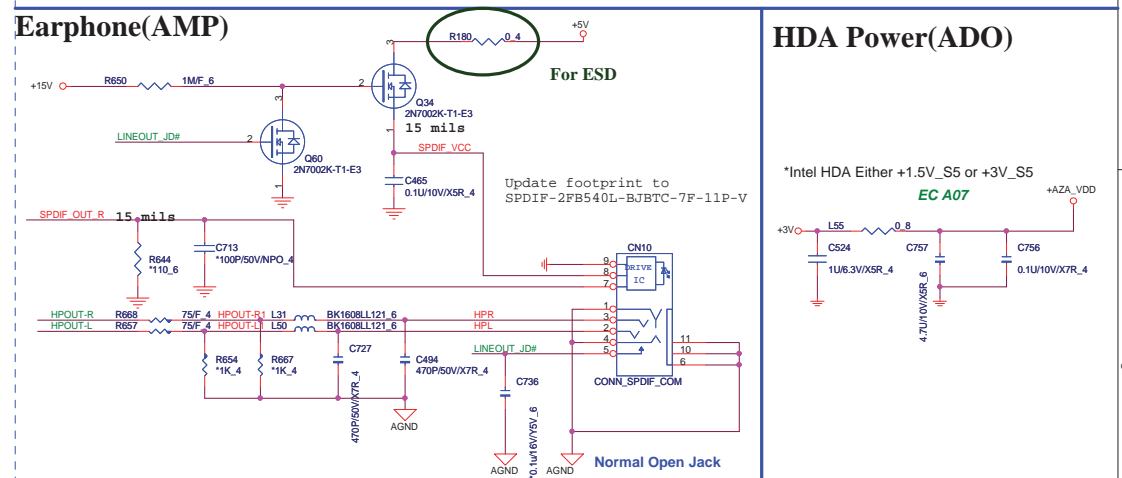 Earphone(AMP)
HDA Power(ADO)
R180
0_4
+5V
For ESD
+15V
R650
1M/F_6
3
2
Q34
2N7002K-T1-E3
1
15 mils
LINEOUT_JD#
3
2
Q60
2N7002K-T1-E3
1
SPDIF_VCC
C465
0.1U/10V/X5R_4
Update footprint to
SPDIF-2FB540L-BJBTC-7F-11P-V
SPDIF_OUT_R
15 mils
R644
*110_6
C713
*100P/50V/NPO_4
CN10
9
8
7
DRIVE
IC
1
3
2
4
5
11
10
6
CONN_SPDIF_COM
HPOUT-R
R668
75/F_4
HPOUT-R1
L31
BK1608LL121_6
HPR
HPOUT-L
R657
75/F_4
HPOUT-L1
L50
BK1608LL121_6
HPL
R654
*1K_4
R667
*1K_4
C727
470P/50V/X7R_4
C494
470P/50V/X7R_4
AGND
LINEOUT_JD#
C736
*0.1u/16V/Y5V_6
AGND
AGND
Normal Open Jack
*Intel HDA Either +1.5V_S5 or +3V_S5
EC A07
+AZA_VDD
+3V
L55
0_8
C524
1U/6.3V/X5R_4
C757
4.7U/10V/X5R_6
C756
0.1U/10V/X7R_4